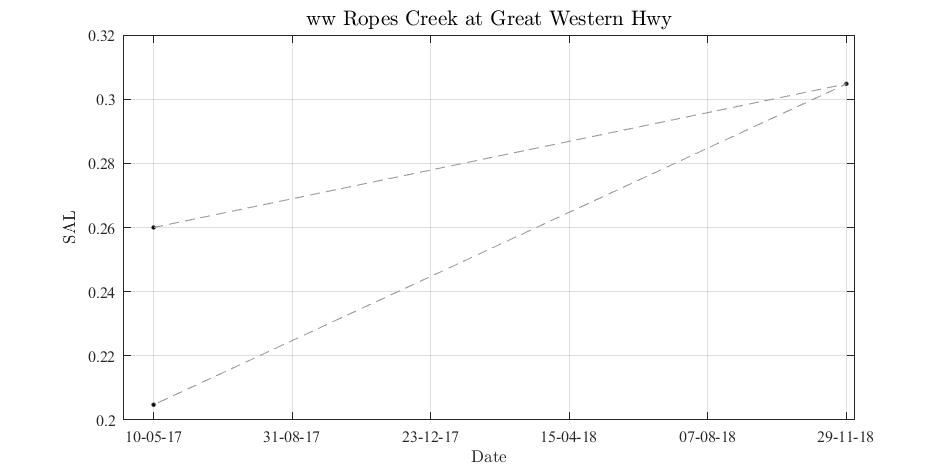 ww Ropes Creek at Great Western Hwy
0.32
0.3
0.28
0.26
0.24
0.22
0.2
SAL
10-05-17 31-08-17 23-12-17 15-04-18 07-08-18 29-11-18
Date